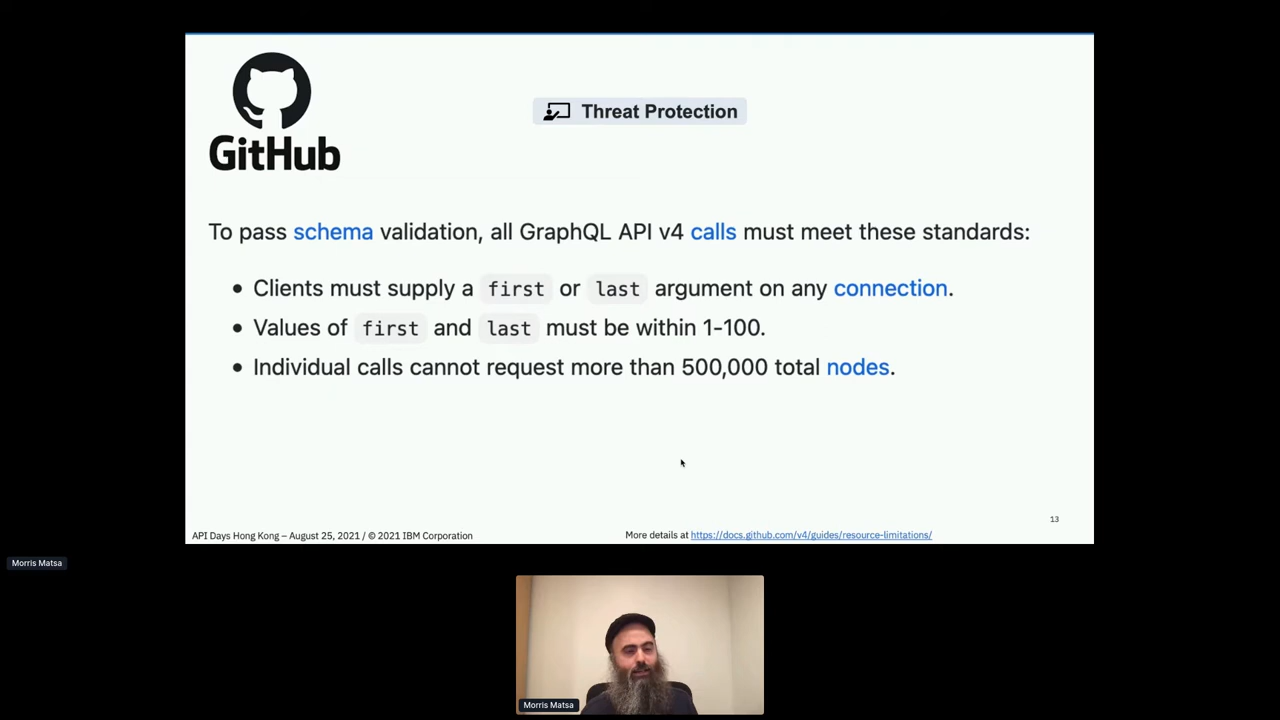 GitHub
Threat Protection
To pass schema validation, all GraphQL API v4 calls must meet these standards:
• Clients must supply a first or last argument on any connection.
• Values of first and last must be within 1-100.
• Individual calls cannot request more than 500,000 total nodes.
13
API Days Hong Kong – August 25, 2021 / © 2021 IBM Corporation
More details at https://docs.github.com/v4/guides/resource-limitations/
Morris Matsa
Morris Matsa